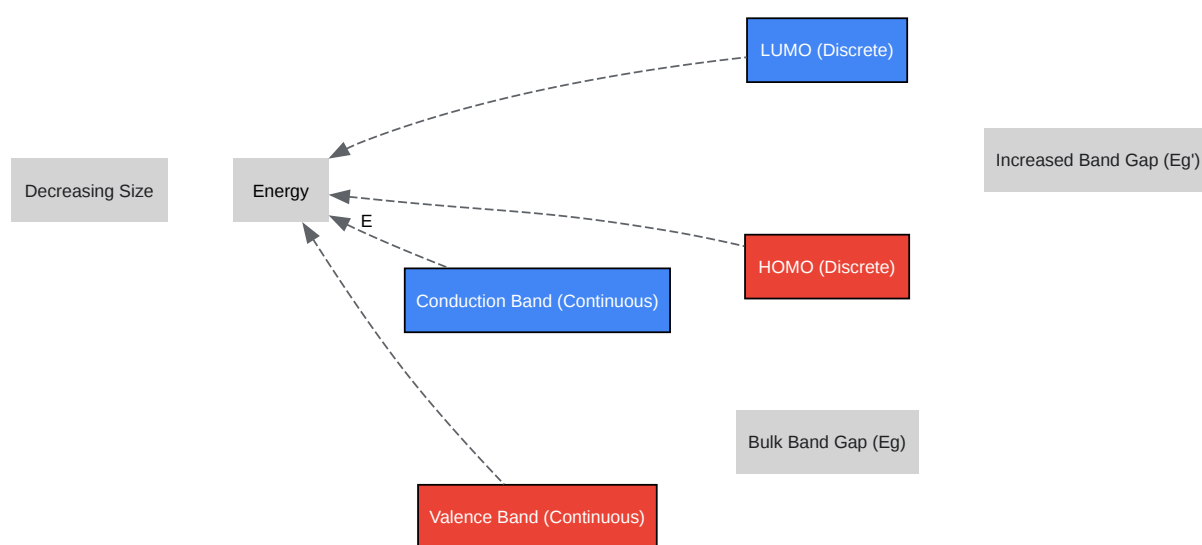 LUMO (Discrete)
Increased Band Gap (Eg')
Decreasing Size
Energy
E
HOMO (Discrete)
Conduction Band (Continuous)
Bulk Band Gap (Eg)
Valence Band (Continuous)